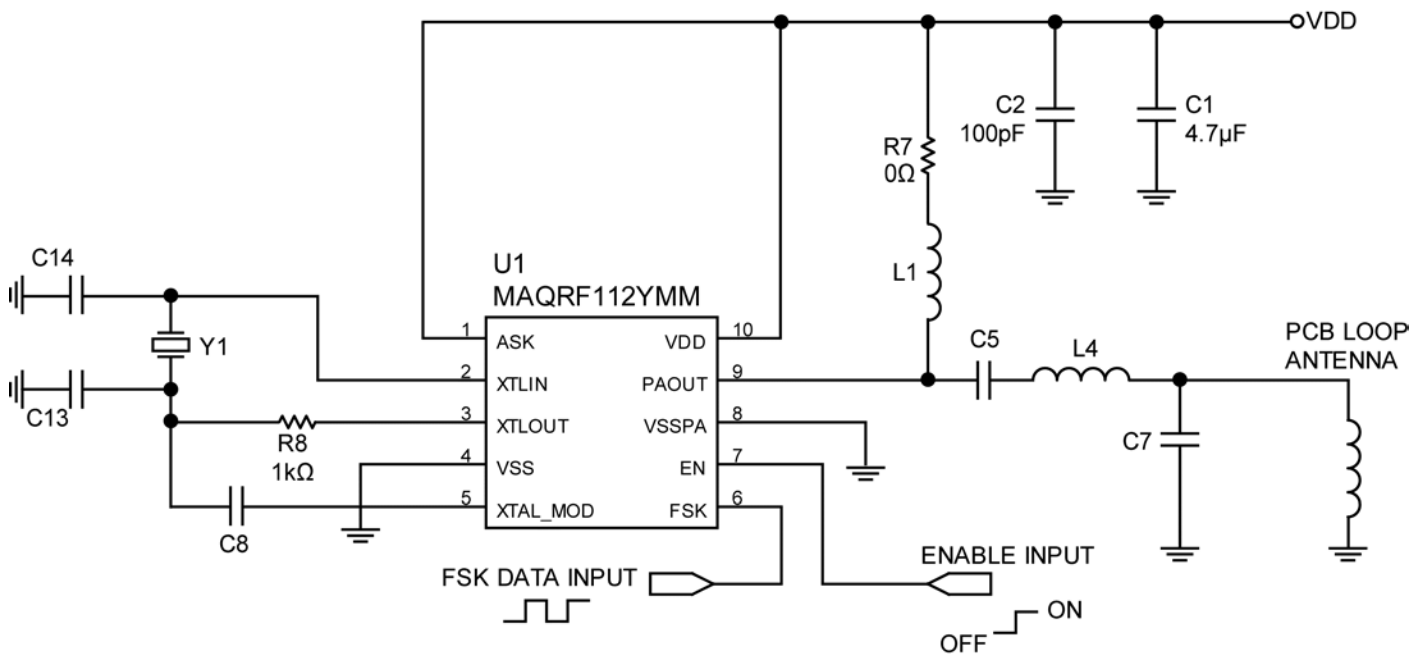 VDD
C2
100pF
C1
4.7µF
R7
0Ω
L1
C14
Y1
C13
R8
1kΩ
C8
U1
MAQRF112YMM
1
ASK
2
XTLIN
3
XTLOUT
4
VSS
5
XTAL_MOD
VDD
10
PAOUT
9
VSSPA
8
EN
7
FSK
6
C5
L4
C7
PCB LOOP
ANTENNA
FSK DATA INPUT
ENABLE INPUT
ON
OFF